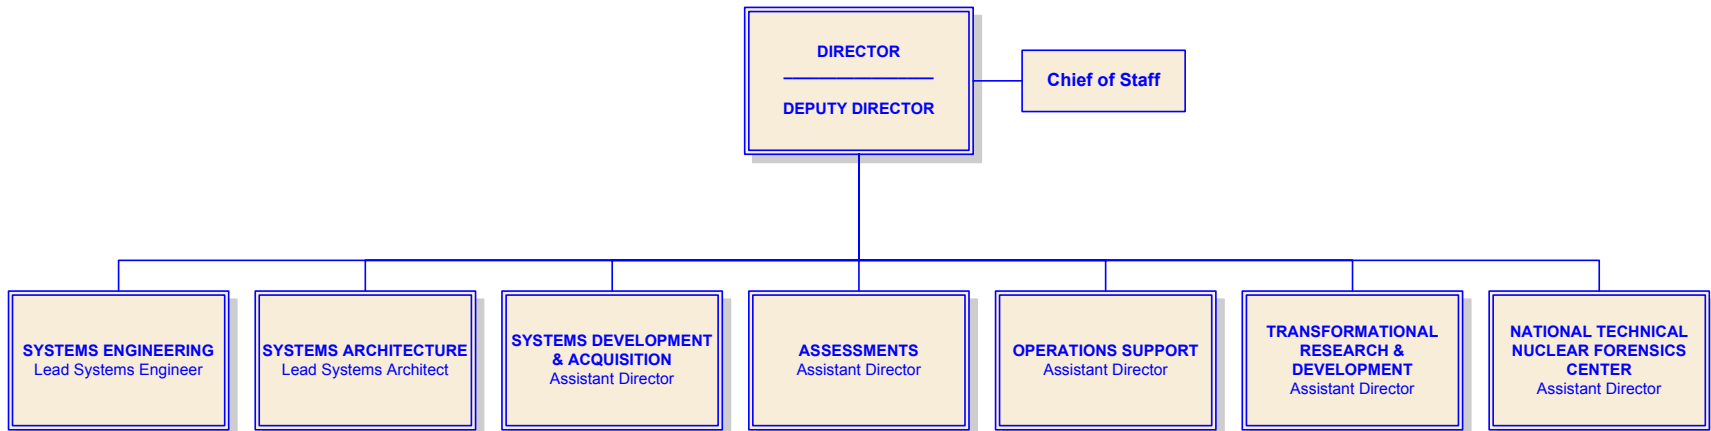 DIRECTOR
DEPUTY DIRECTOR
Chief of Staff
SYSTEMS ENGINEERING
Lead Systems Engineer
SYSTEMS ARCHITECTURE
Lead Systems Architect
SYSTEMS DEVELOPMENT
& ACQUISITION
Assistant Director
ASSESSMENTS
Assistant Director
OPERATIONS SUPPORT
Assistant Director
TRANSFORMATIONAL
RESEARCH &
DEVELOPMENT
Assistant Director
NATIONAL TECHNICAL
NUCLEAR FORENSICS
CENTER
Assistant Director